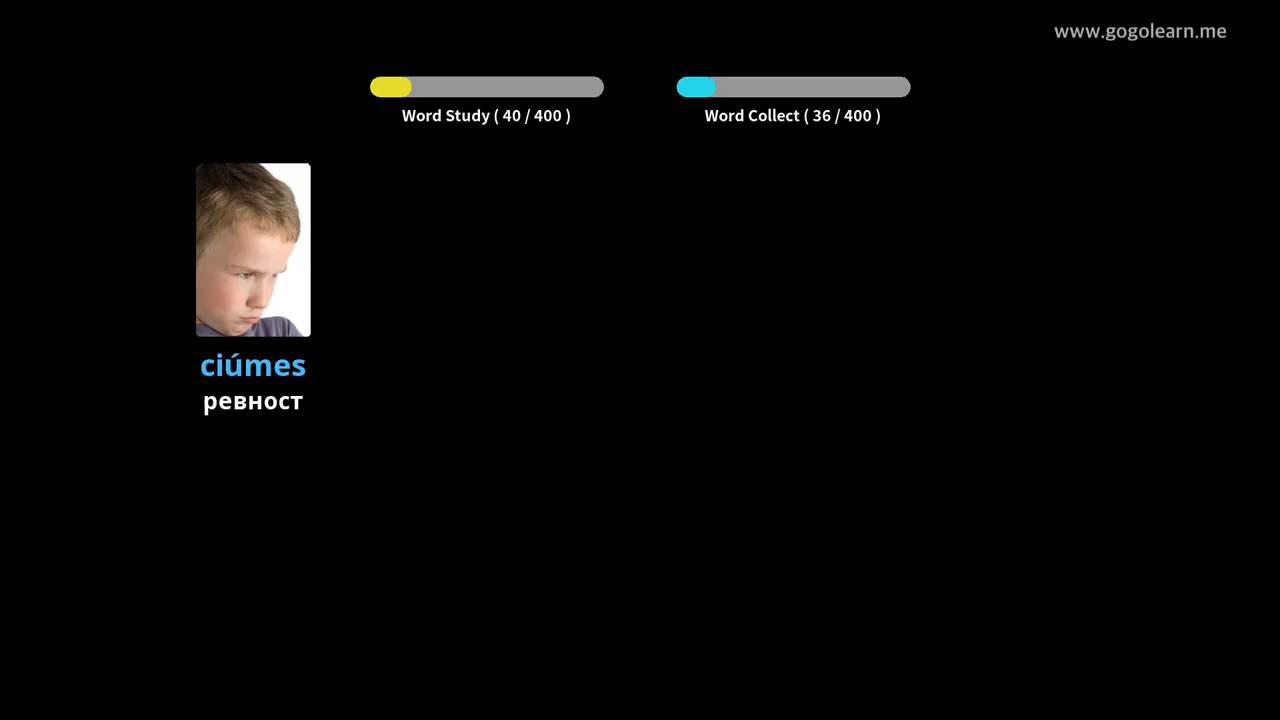 www.gogolearn.me
Word Study ( 40 / 400 )
Word Collect ( 36 / 400 )
ciúmes
ревност